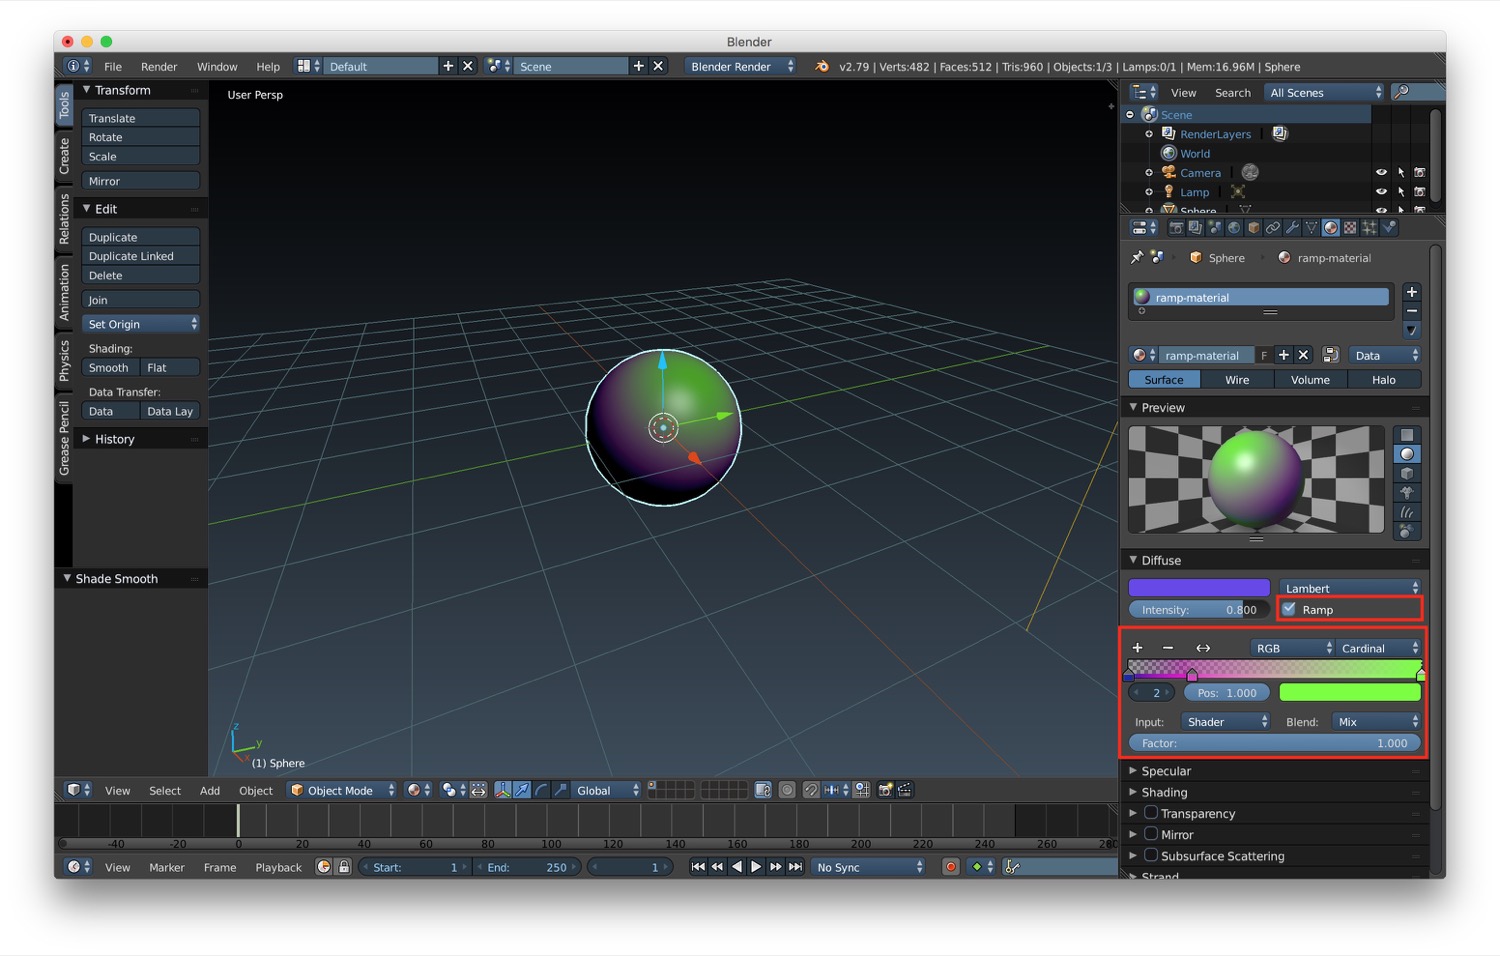 Blender
File Render Window Help Default Scene Blender Render v2.79 | Verts:482 | Faces:512 | Tris:960 | Objects:1/3 | Lamps:0/1 | Mem:16.96M | Sphere
Tools
Create
Relations
Animation
Physics
Grease Pencil
Transform
Translate
Rotate
Scale
Mirror
Edit
Duplicate
Duplicate Linked
Delete
Join
Set Origin
Shading:
Smooth Flat
Data Transfer:
Data Data Lay
History
Shade Smooth
User Persp
z
y
x
(1) Sphere
View Select Add Object Object Mode Global
-40 -20 0 20 40 60 80 100 120 140 160 180 200 220 240 260 280
View Marker Frame Playback Start: 1 End: 250 1 No Sync
View Search All Scenes
Scene
RenderLayers
World
Camera
Lamp
Sphere
Sphere ramp-material
ramp-material
ramp-material F Data
Surface Wire Volume Halo
Preview
Diffuse
Lambert
Intensity: 0.800 Ramp
RGB Cardinal
2 Pos: 1.000
Input: Shader Blend: Mix
Factor: 1.000
Specular
Shading
Transparency
Mirror
Subsurface Scattering
Strand